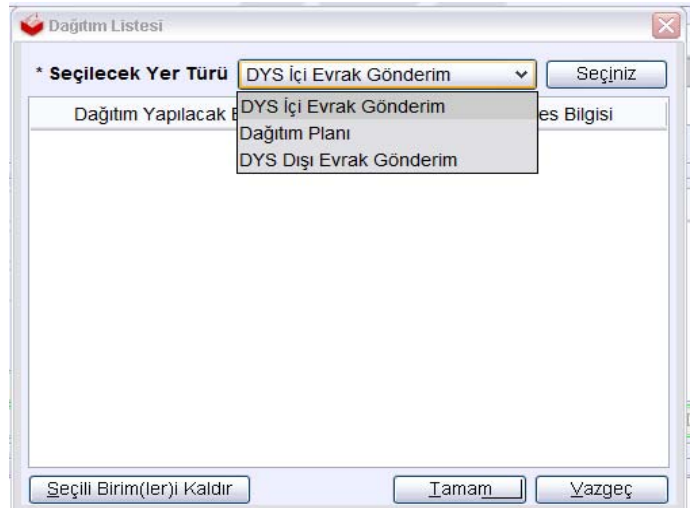 Dağıtım Listesi
* Seçilecek Yer Türü DYS İçi Evrak Gönderim Seçiniz
Dağıtım Yapılacak
DYS İçi Evrak Gönderim
Dağıtım Planı
DYS Dışı Evrak Gönderim
es Bilgisi
Seçili Birim(ler)i Kaldır Tamam Vazgeç